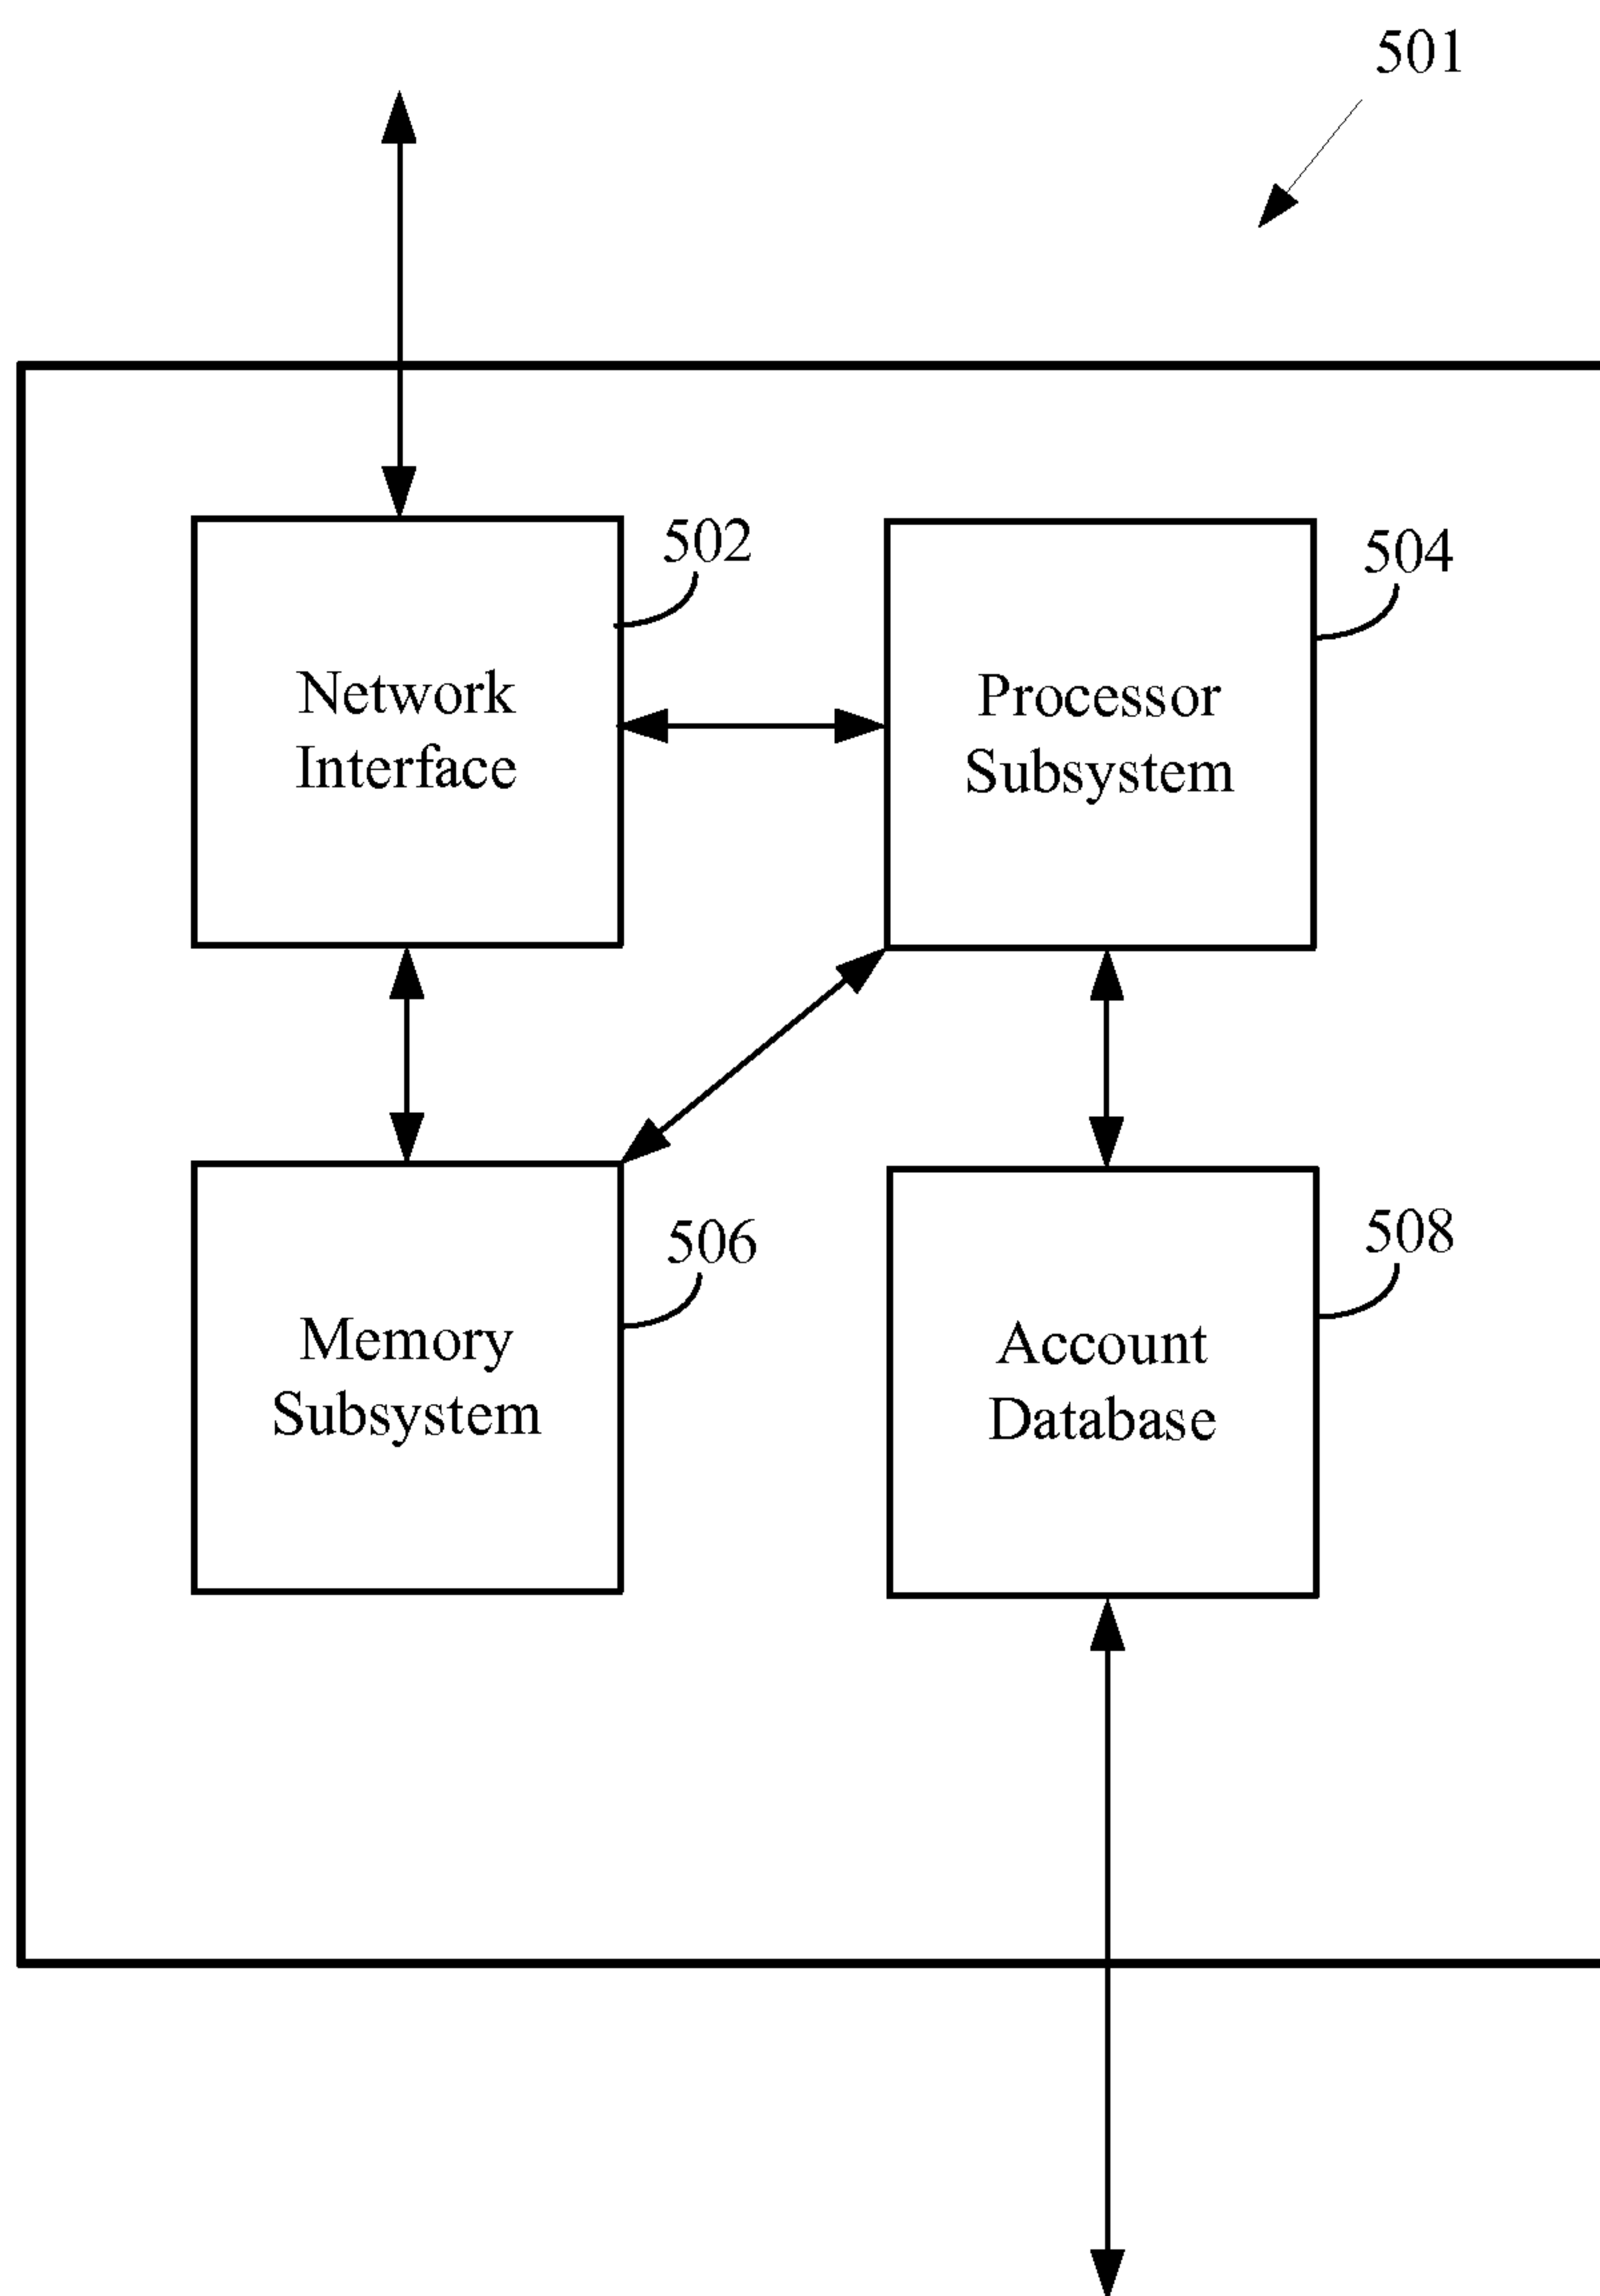 501
502
504
Network
Interface
Processor
Subsystem
506
508
Memory
Subsystem
Account
Database